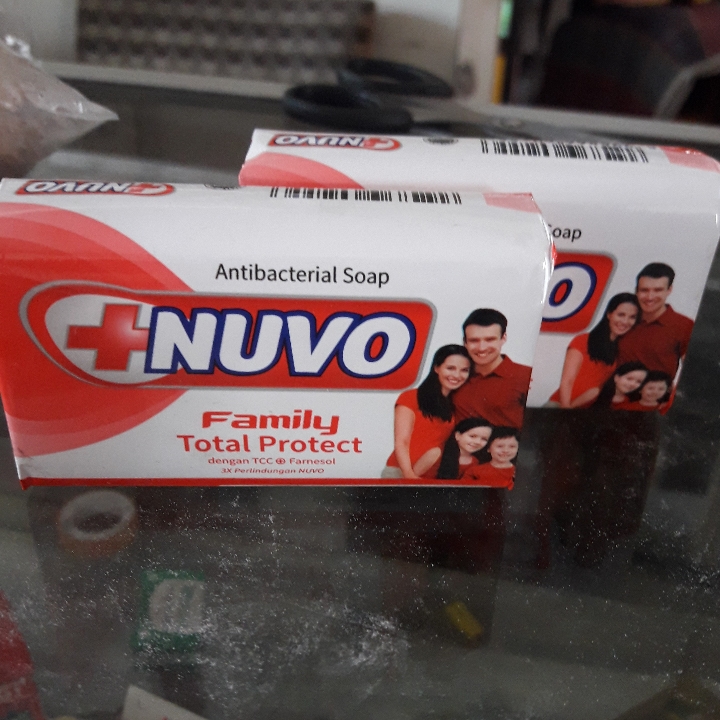 NUVO
Antibacterial Soap
NUVO
Family
Total Protect
dengan TCC Farnesol
3X Perlindungan NUVO
NUVO
Soap